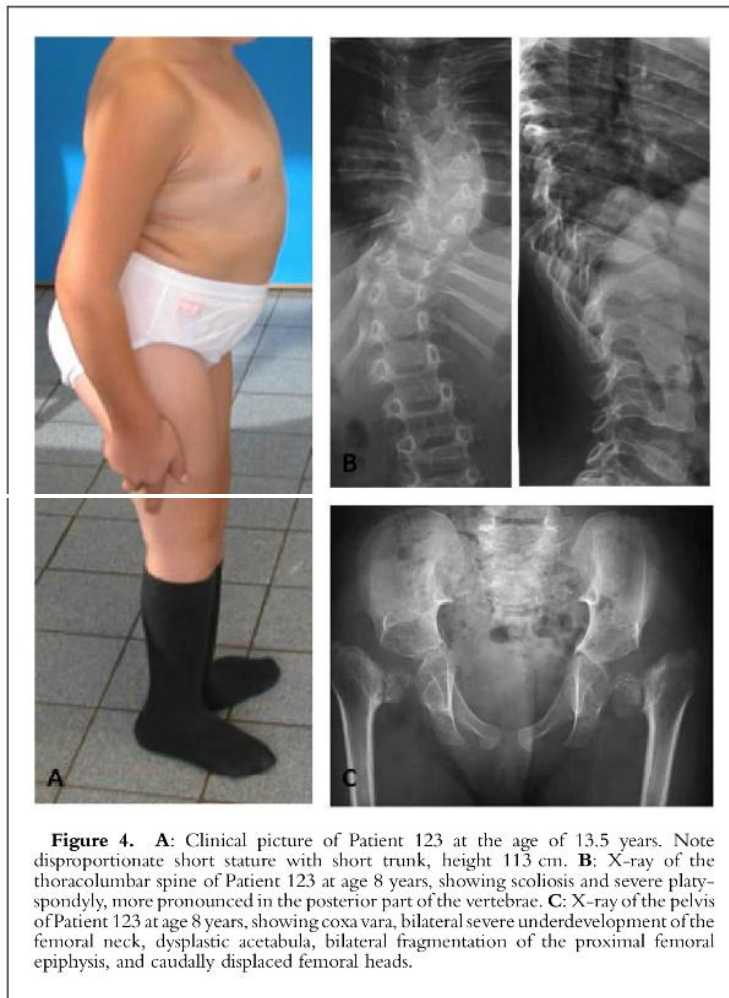 A
B
C
Figure 4. A: Clinical picture of Patient 123 at the age of 13.5 years. Note
disproportionate short stature with short trunk, height 113 cm. B: X-ray of the
thoracolumbar spine of Patient 123 at age 8 years, showing scoliosis and severe platy-
spondyly, more pronounced in the posterior part of the vertebrae. C: X-ray of the pelvis
of Patient 123 at age 8 years, showing coxa vara, bilateral severe underdevelopment of the
femoral neck, dysplastic acetabula, bilateral fragmentation of the proximal femoral
epiphysis, and caudally displaced femoral heads.